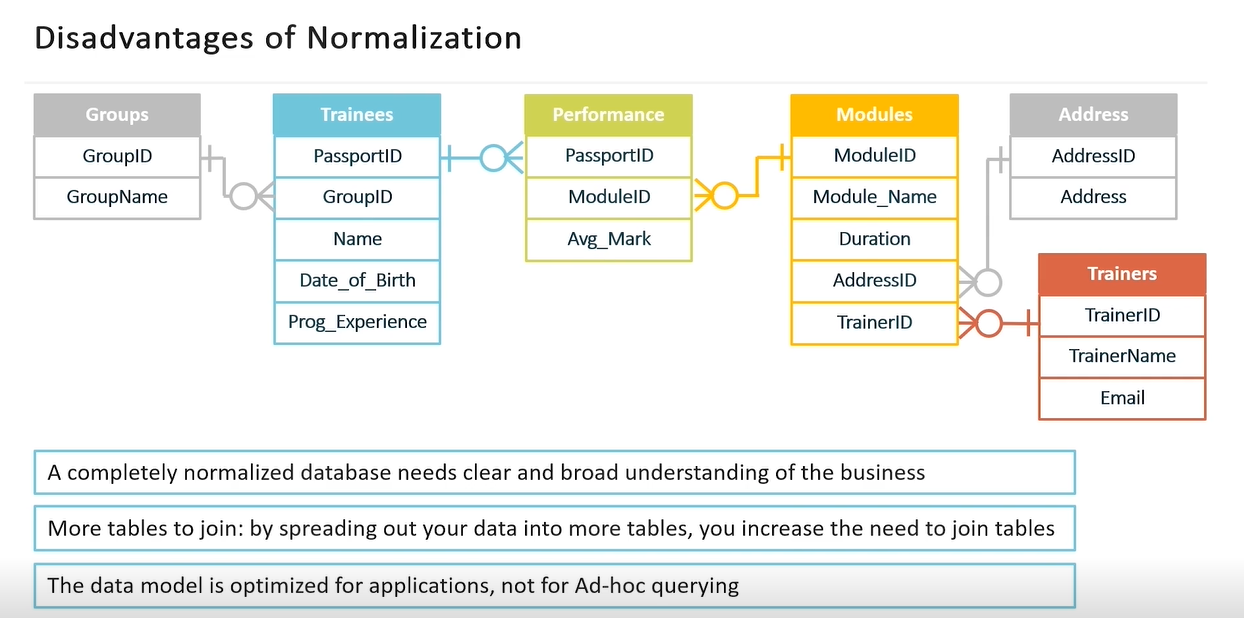 Disadvantages of Normalization
Groups
GroupID
GroupName
Trainees
PassportID
GroupID
Name
Date_of_Birth
Prog_Experience
Performance
PassportID
ModuleID
Avg_Mark
Modules
ModuleID
Module_Name
Duration
AddressID
TrainerID
Address
AddressID
Address
Trainers
TrainerID
TrainerName
Email
A completely normalized database needs clear and broad understanding of the business
More tables to join: by spreading out your data into more tables, you increase the need to join tables
The data model is optimized for applications, not for Ad-hoc querying